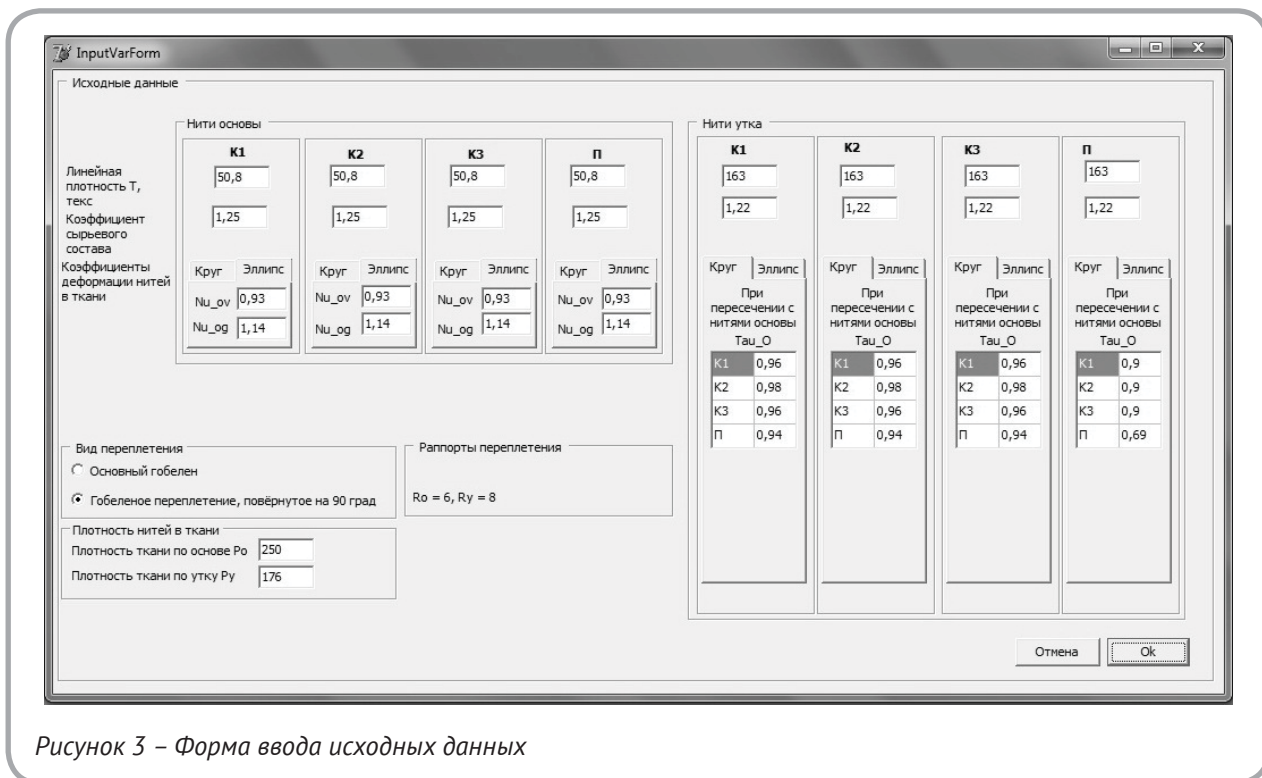 InputVarForm
Исходные данные
Нити основы
К1 К2 К3 П
Линейная плотность Т, текс
50,8 50,8 50,8 50,8
Коэффициент сырьевого состава
1,25 1,25 1,25 1,25
Коэффициенты деформации нитей в ткани
Круг Эллипс Круг Эллипс Круг Эллипс Круг Эллипс
Nu_ov 0,93 Nu_ov 0,93 Nu_ov 0,93 Nu_ov 0,93
Nu_og 1,14 Nu_og 1,14 Nu_og 1,14 Nu_og 1,14
Нити утка
К1 К2 К3 П
163 163 163 163
1,22 1,22 1,22 1,22
Круг Эллипс Круг Эллипс Круг Эллипс Круг Эллипс
При При При При
пересечении с пересечении с пересечении с пересечении с
нитями основы нитями основы нитями основы нитями основы
Tau_O Tau_O Tau_O Tau_O
К1 0,96 К1 0,96 К1 0,96 К1 0,9
К2 0,98 К2 0,98 К2 0,98 К2 0,9
К3 0,96 К3 0,96 К3 0,96 К3 0,9
П 0,94 П 0,94 П 0,94 П 0,69
Вид переплетения
Основный гобелен
Гобеленое переплетение, повёрнутое на 90 град
Раппорты переплетения
Ro = 6, Ry = 8
Плотность нитей в ткани
Плотность ткани по основе Po 250
Плотность ткани по утку Py 176
Отмена Ok
Рисунок 3 – Форма ввода исходных данных